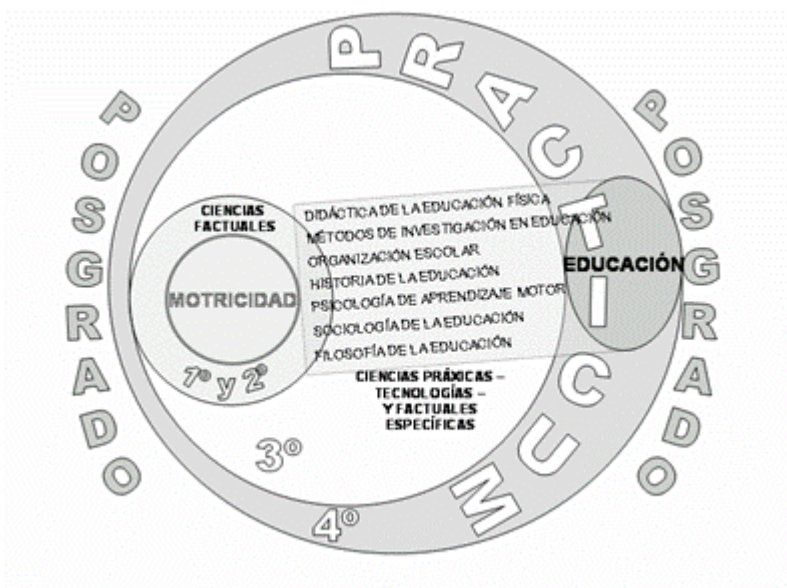 PRACTICUM
POSGRADO
POSGRADO
CIENCIAS
FACTUALES
MOTRICIDAD
1º y 2º
DIDÁCTICA DE LA EDUCACIÓN FÍSICA
MÉTODOS DE INVESTIGACIÓN EN EDUCACIÓN
ORGANIZACIÓN ESCOLAR
HISTORIA DE LA EDUCACIÓN
PSICOLOGÍA DE APRENDIZAJE MOTOR
SOCIOLOGÍA DE LA EDUCACIÓN
FILOSOFÍA DE LA EDUCACIÓN
EDUCACIÓN
CIENCIAS PRÁXICAS –
TECNOLOGÍAS –
Y FACTUALES
ESPECÍFICAS
3º
4º